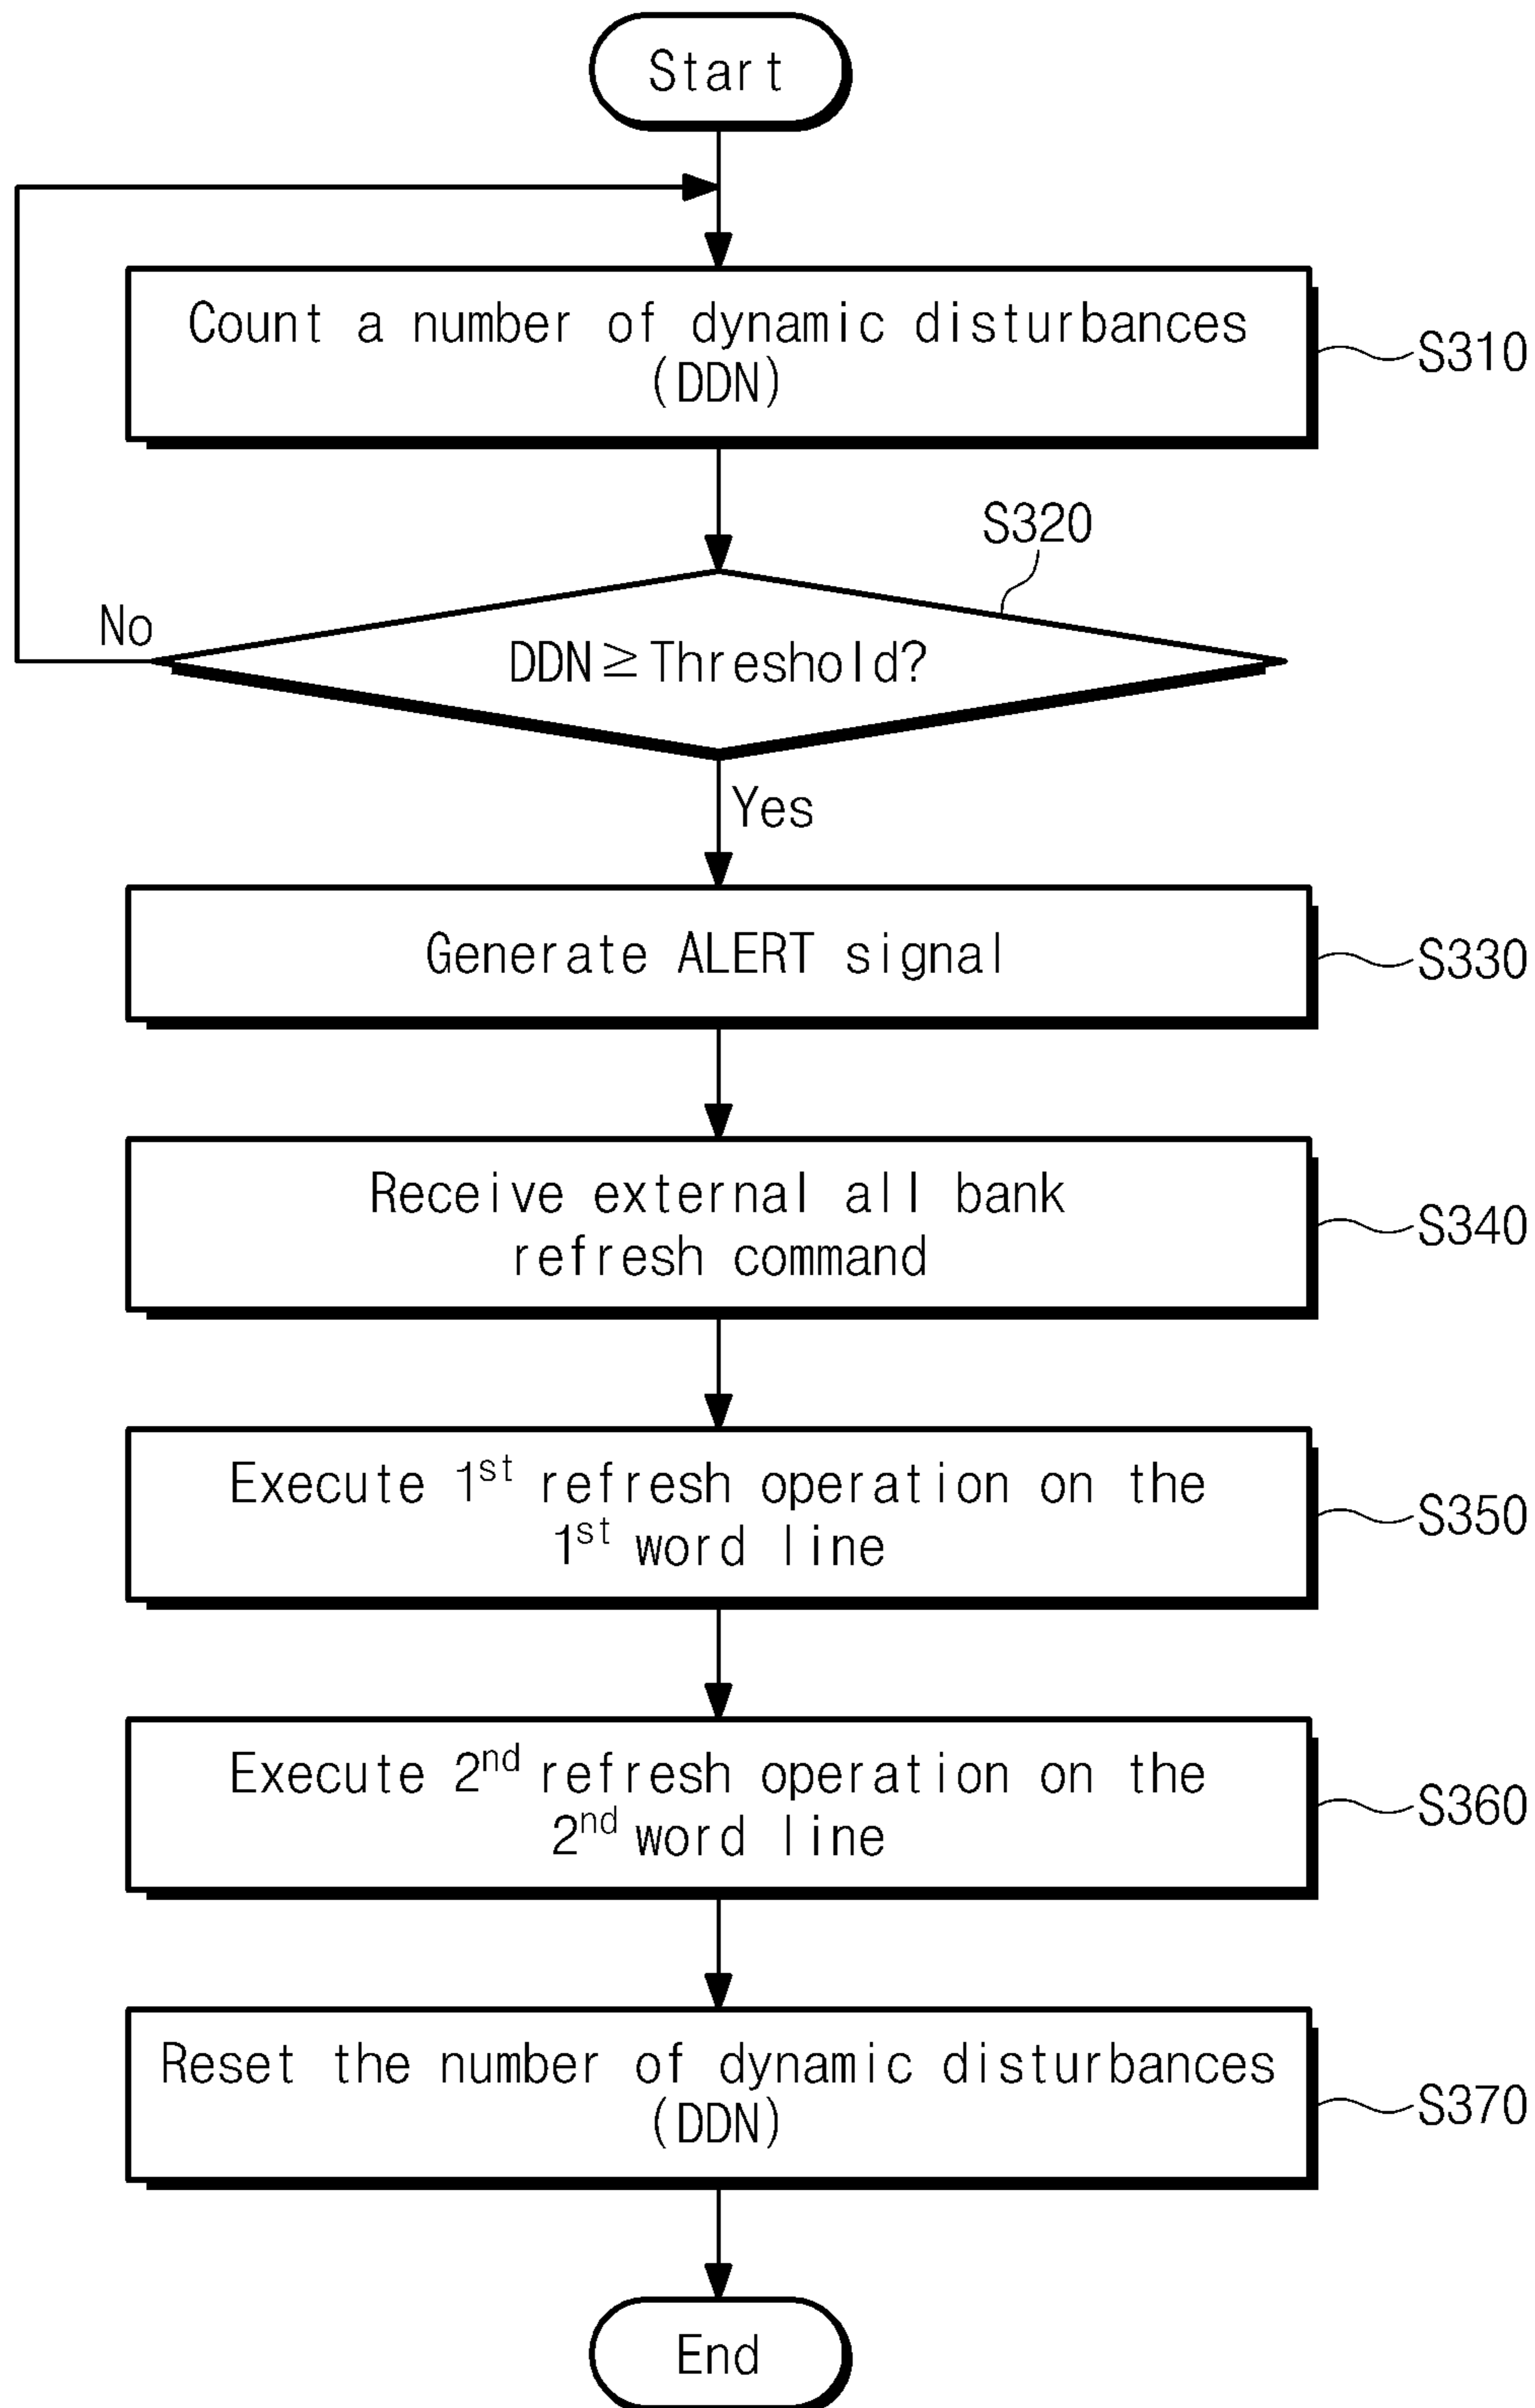 Start
Count a number of dynamic disturbances
(DDN)
S310
S320
No
DDN≥Threshold?
Yes
Generate ALERT signal
S330
Receive external all bank
refresh command
S340
Execute 1st refresh operation on the
1st word line
S350
Execute 2nd refresh operation on the
2nd word line
S360
Reset the number of dynamic disturbances
(DDN)
S370
End